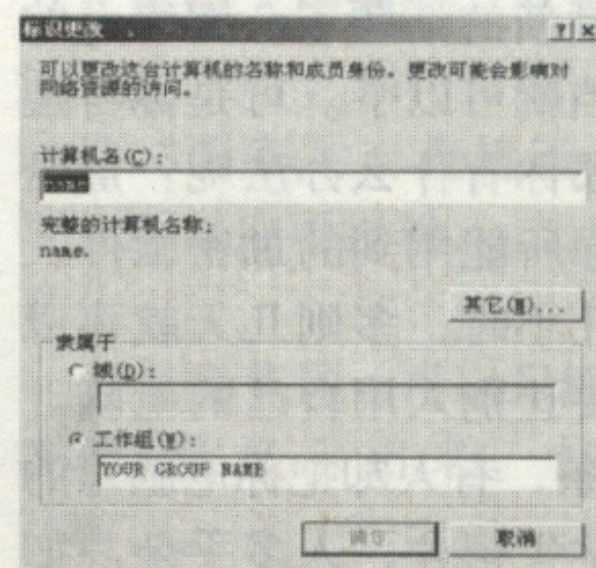 标识更改
可以更改这台计算机的名称和成员身份。更改可能会影响对
网络资源的访问。
计算机名(C):
name
完整的计算机名称:
name.
其它(M)...
隶属于
域(D):
工作组(W):
YOUR GROUP NAME
确定
取消